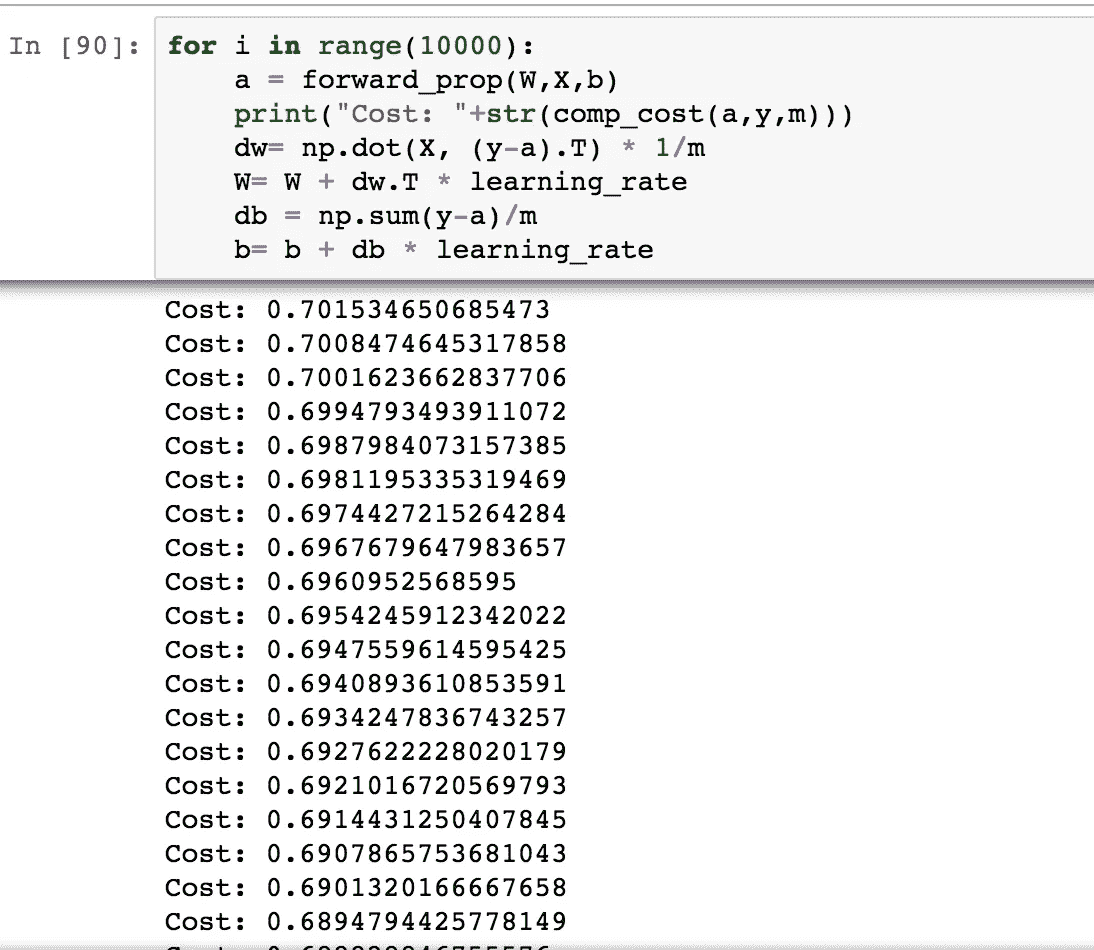 In [90]: for i in range(10000):
    a = forward_prop(W,X,b)
    print("Cost: "+str(comp_cost(a,y,m)))
    dw= np.dot(X, (y-a).T) * 1/m
    W= W + dw.T * learning_rate
    db = np.sum(y-a)/m
    b= b + db * learning_rate
Cost: 0.701534650685473
Cost: 0.7008474645317858
Cost: 0.7001623662837706
Cost: 0.6994793493911072
Cost: 0.6987984073157385
Cost: 0.6981195335319469
Cost: 0.6974427215264284
Cost: 0.6967679647983657
Cost: 0.6960952568595
Cost: 0.6954245912342022
Cost: 0.6947559614595425
Cost: 0.6940893610853591
Cost: 0.6934247836743257
Cost: 0.6927622228020179
Cost: 0.6921016720569793
Cost: 0.6914431250407845
Cost: 0.6907865753681043
Cost: 0.6901320166667658
Cost: 0.6894794425778149